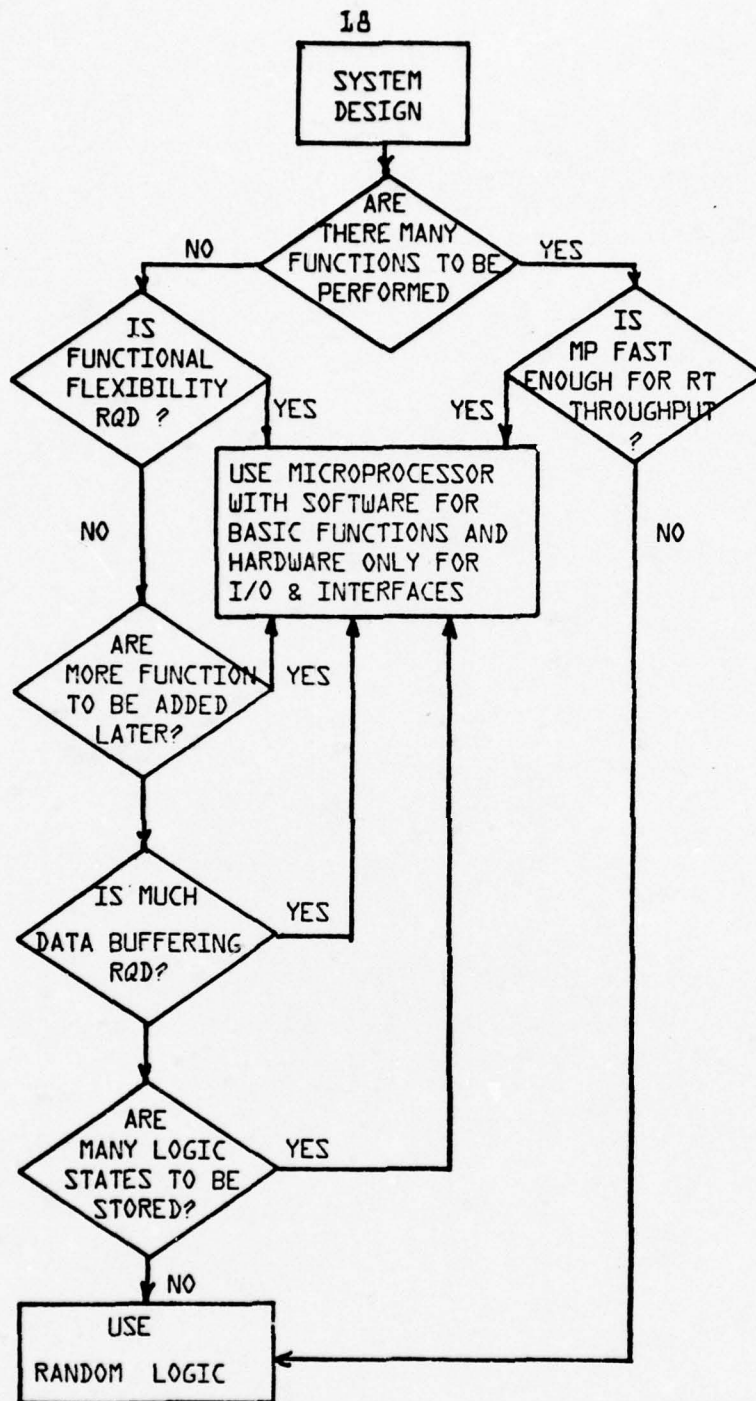 18
SYSTEM
DESIGN
ARE
THERE MANY
FUNCTIONS TO BE
PERFORMED
NO
YES
IS
FUNCTIONAL
FLEXIBILITY
RQD ?
YES
NO
IS
MP FAST
ENOUGH FOR RT
THROUGHPUT
?
YES
NO
USE MICROPROCESSOR
WITH SOFTWARE FOR
BASIC FUNCTIONS AND
HARDWARE ONLY FOR
I/O & INTERFACES
ARE
MORE FUNCTION
TO BE ADDED
LATER?
YES
IS MUCH
DATA BUFFERING
RQD?
YES
ARE
MANY LOGIC
STATES TO BE
STORED?
YES
NO
USE
RANDOM LOGIC